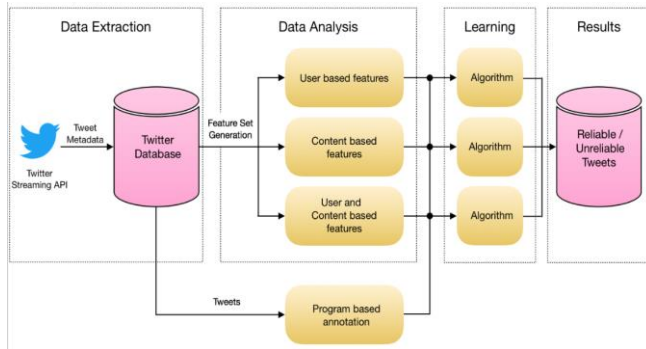 Data Extraction
Data Analysis
Learning
Results
Twitter
Streaming API
Tweet
Metadata
Twitter
Database
Feature Set
Generation
User based features
Content based
features
User and
Content based
features
Algorithm
Algorithm
Algorithm
Reliable /
Unreliable
Tweets
Tweets
Program based
annotation